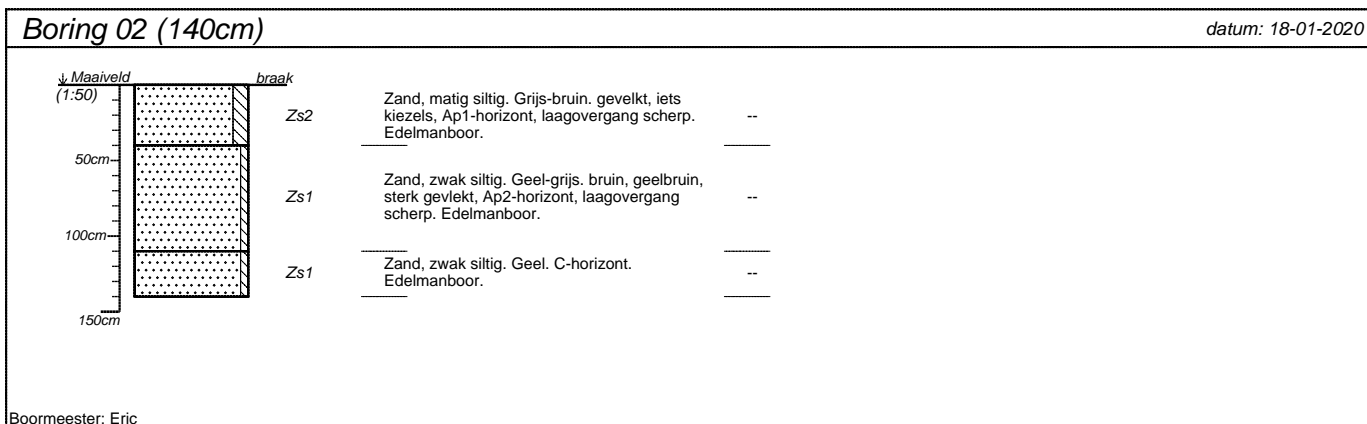 Boring 02 (140cm)
datum: 18-01-2020
Maaiveld
braak
(1:50)
Zs2
Zand, matig siltig. Grijs-bruin. gevelkt, iets
kiezels, Ap1-horizont, laagovergang scherp.
Edelmanboor.
--
50cm
Zs1
Zand, zwak siltig. Geel-grijs. bruin, geelbruin,
sterk gevlekt, Ap2-horizont, laagovergang
scherp. Edelmanboor.
--
100cm
Zs1
Zand, zwak siltig. Geel. C-horizont.
Edelmanboor.
--
150cm
Boormeester: Eric